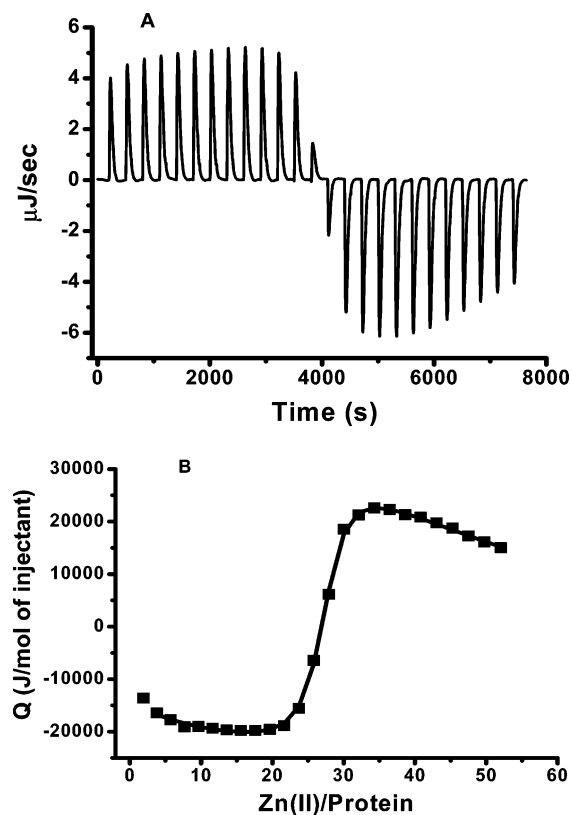 A
6
4
2
0
-2
-4
-6
μJ/sec
0 2000 4000 6000 8000
Time (s)
B
30000
20000
10000
0
-10000
-20000
Q (J/mol of injectant)
0 10 20 30 40 50 60
Zn(II)/Protein